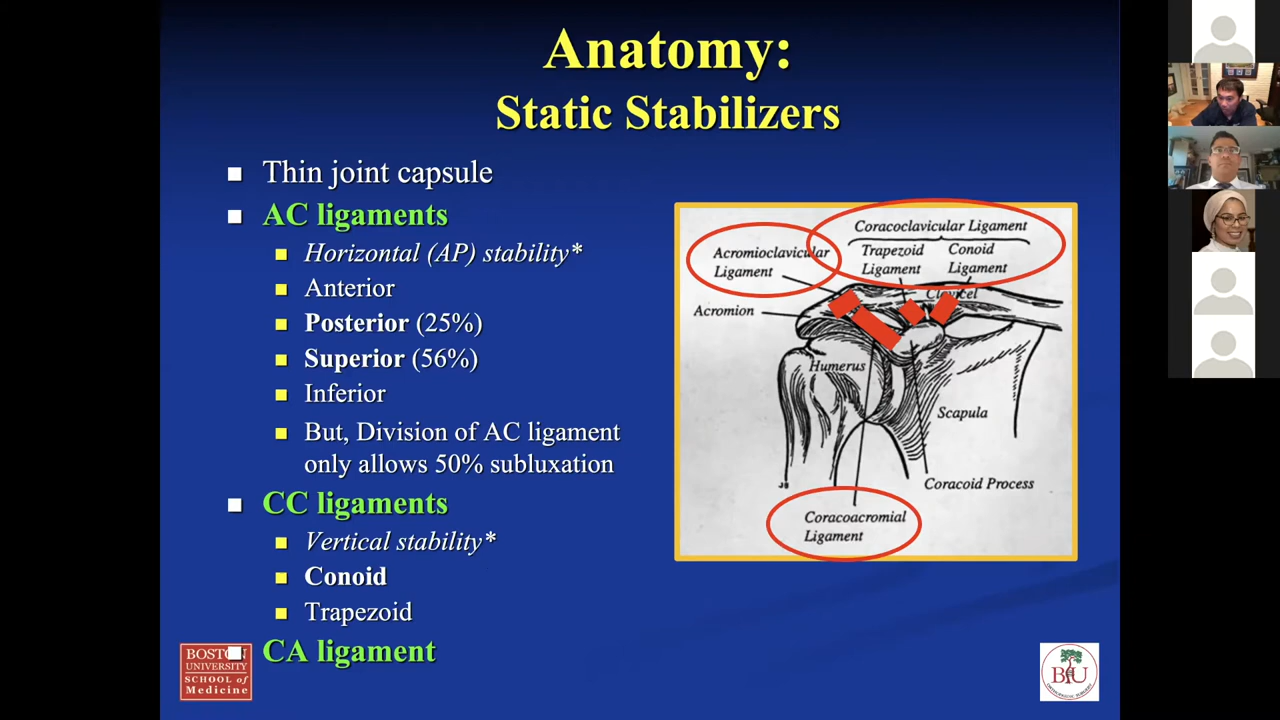 Anatomy:
Static Stabilizers
Thin joint capsule
AC ligaments
Horizontal (AP) stability*
Anterior
Posterior (25%)
Superior (56%)
Inferior
But, Division of AC ligament
only allows 50% subluxation
CC ligaments
Vertical stability*
Conoid
Trapezoid
CA ligament
Coracoclavicular Ligament
Trapezoid
Ligament
Conoid
Ligament
Acromioclavicular
Ligament
Acromion
Humerus
Scapula
Coracoid Process
Coracoacromial
Ligament
BOSTON
UNIVERSITY
SCHOOL of
Medicine